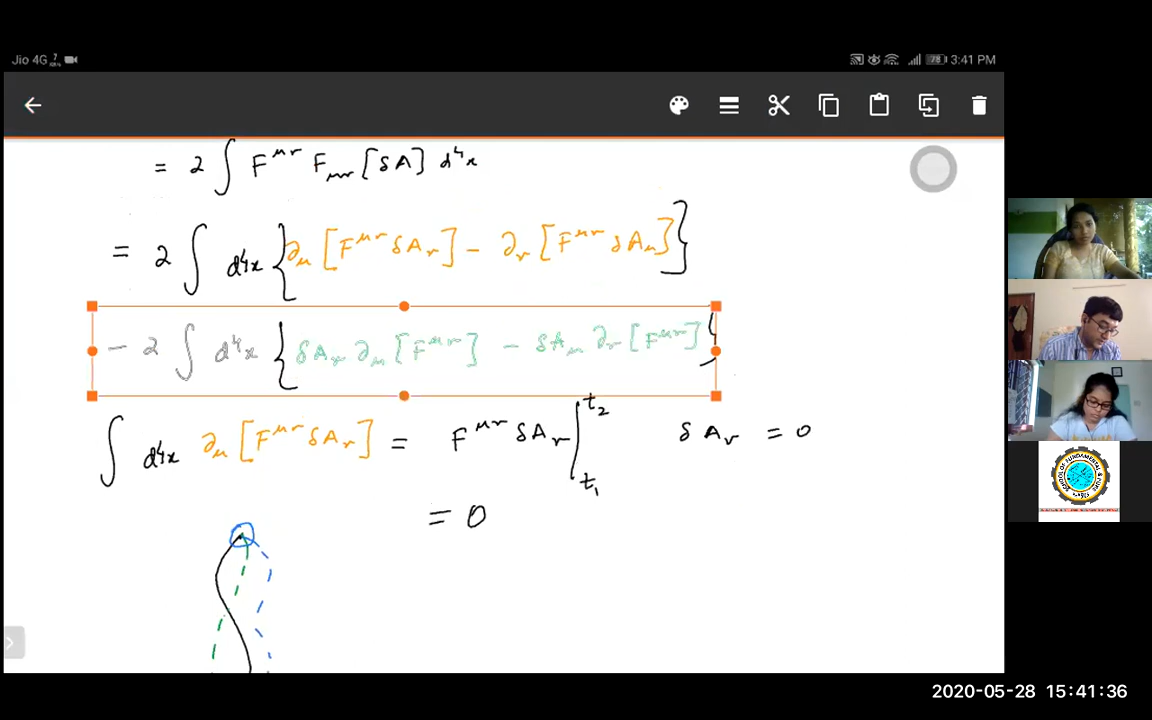 Jio 4G 3:41 PM
= 2 ∫ F^{μν} F_{μν} [δA] d⁴x
= 2 ∫ d⁴x { ∂_μ [F^{μν} δA_ν] − ∂_ν [F^{μν} δA_μ] }
− 2 ∫ d⁴x { δA_ν ∂_μ [F^{μν}] − δA_μ ∂_ν [F^{μν}] }
∫ d⁴x ∂_μ [F^{μν} δA_ν] = F^{μν} δA_ν |_{t₁}^{t₂} δA_ν = 0
= 0
2020-05-28 15:41:36